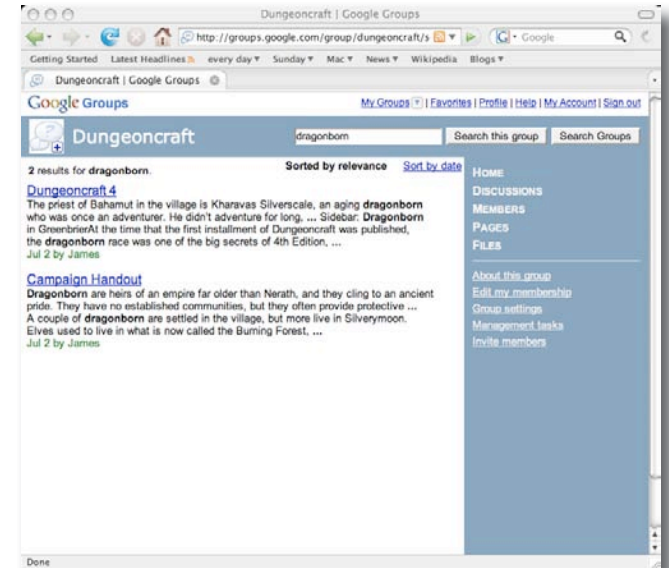 Dungeoncraft | Google Groups
http://groups.google.com/group/dungeoncraft/s
G Google
Getting Started Latest Headlines every day Sunday Mac News Wikipedia Blogs
Dungeoncraft | Google Groups
Google Groups
My Groups | Favorites | Profile | Help | My Account | Sign out
Dungeoncraft
dragonborn
Search this group
Search Groups
2 results for dragonborn.
Sorted by relevance Sort by date
Dungeoncraft 4
The priest of Bahamut in the village is Kharavas Silverscale, an aging dragonborn
who was once an adventurer. He didn't adventure for long, ... Sidebar: Dragonborn
in GreenbrierAt the time that the first installment of Dungeoncraft was published,
the dragonborn race was one of the big secrets of 4th Edition, ...
Jul 2 by James
Campaign Handout
Dragonborn are heirs of an empire far older than Nerath, and they cling to an ancient
pride. They have no established communities, but they often provide protective ...
A couple of dragonborn are settled in the village, but more live in Silverymoon.
Elves used to live in what is now called the Burning Forest, ...
Jul 2 by James
HOME
DISCUSSIONS
MEMBERS
PAGES
FILES
About this group
Edit my membership
Group settings
Management tasks
Invite members
Done